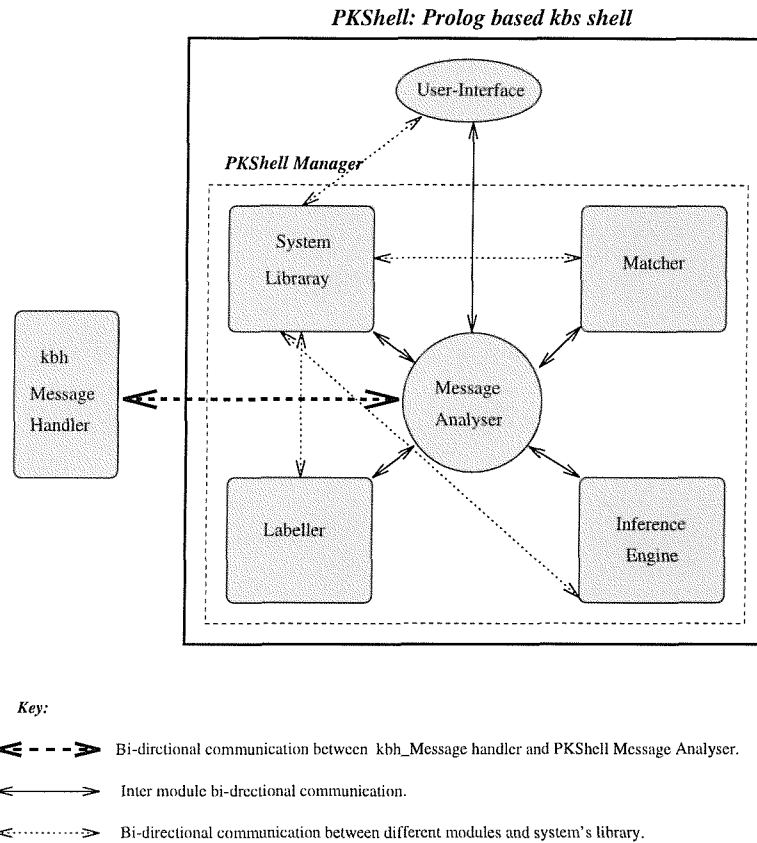 PKShell: Prolog based kbs shell
User-Interface
PKShell Manager
System
Libraray
Matcher
kbh
Message
Handler
Message
Analyser
Labeller
Inference
Engine
Key:
Bi-dirctional communication between kbh_Message handler and PKShell Message Analyser.
Inter module bi-drectional communication.
Bi-directional communication between different modules and system's library.